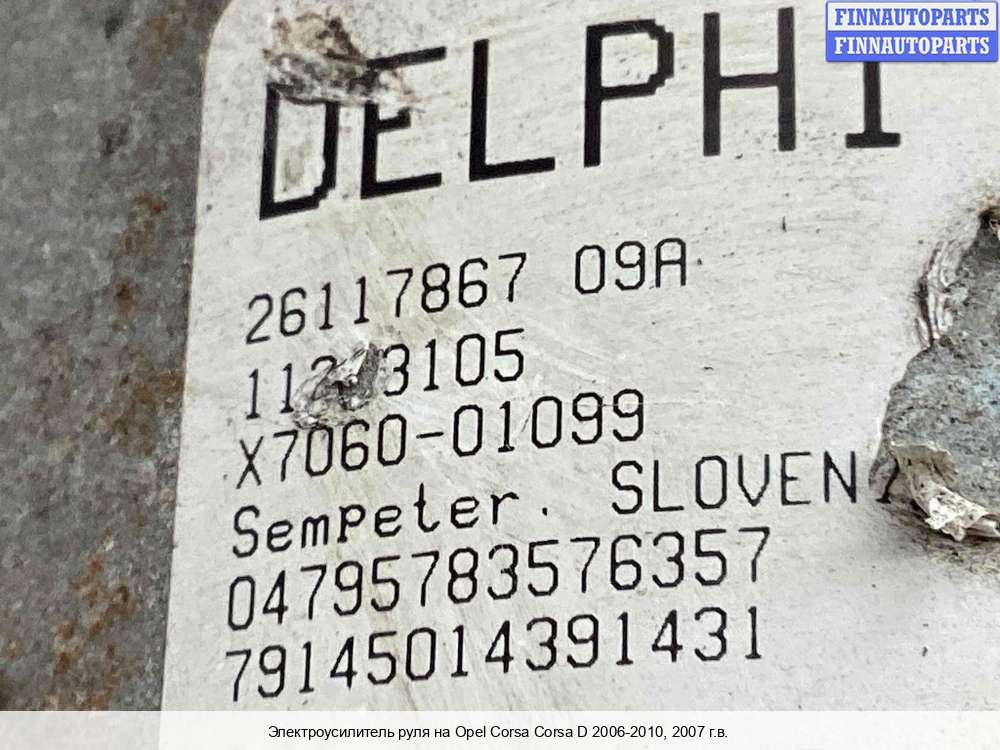 FINNAUTOPARTS
FINNAUTOPARTS
DELPHI
26117867 09A
X7060-01099
Sempeter. SLOVEN
04795783576357
79145014391431
Электроусилитель руля на Opel Corsa Corsa D 2006-2010, 2007 г.в.